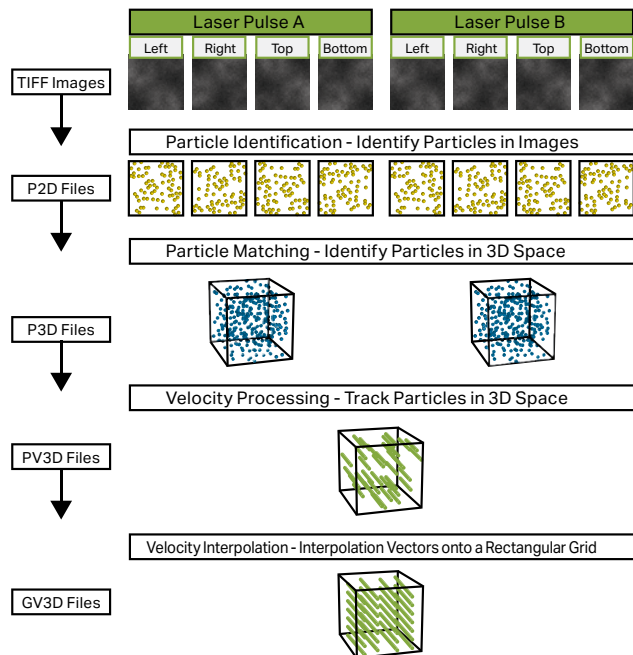 Laser Pulse A
Laser Pulse B
Left Right Top Bottom Left Right Top Bottom
TIFF Images
Particle Identification - Identify Particles in Images
P2D Files
Particle Matching - Identify Particles in 3D Space
P3D Files
Velocity Processing - Track Particles in 3D Space
PV3D Files
Velocity Interpolation - Interpolation Vectors onto a Rectangular Grid
GV3D Files